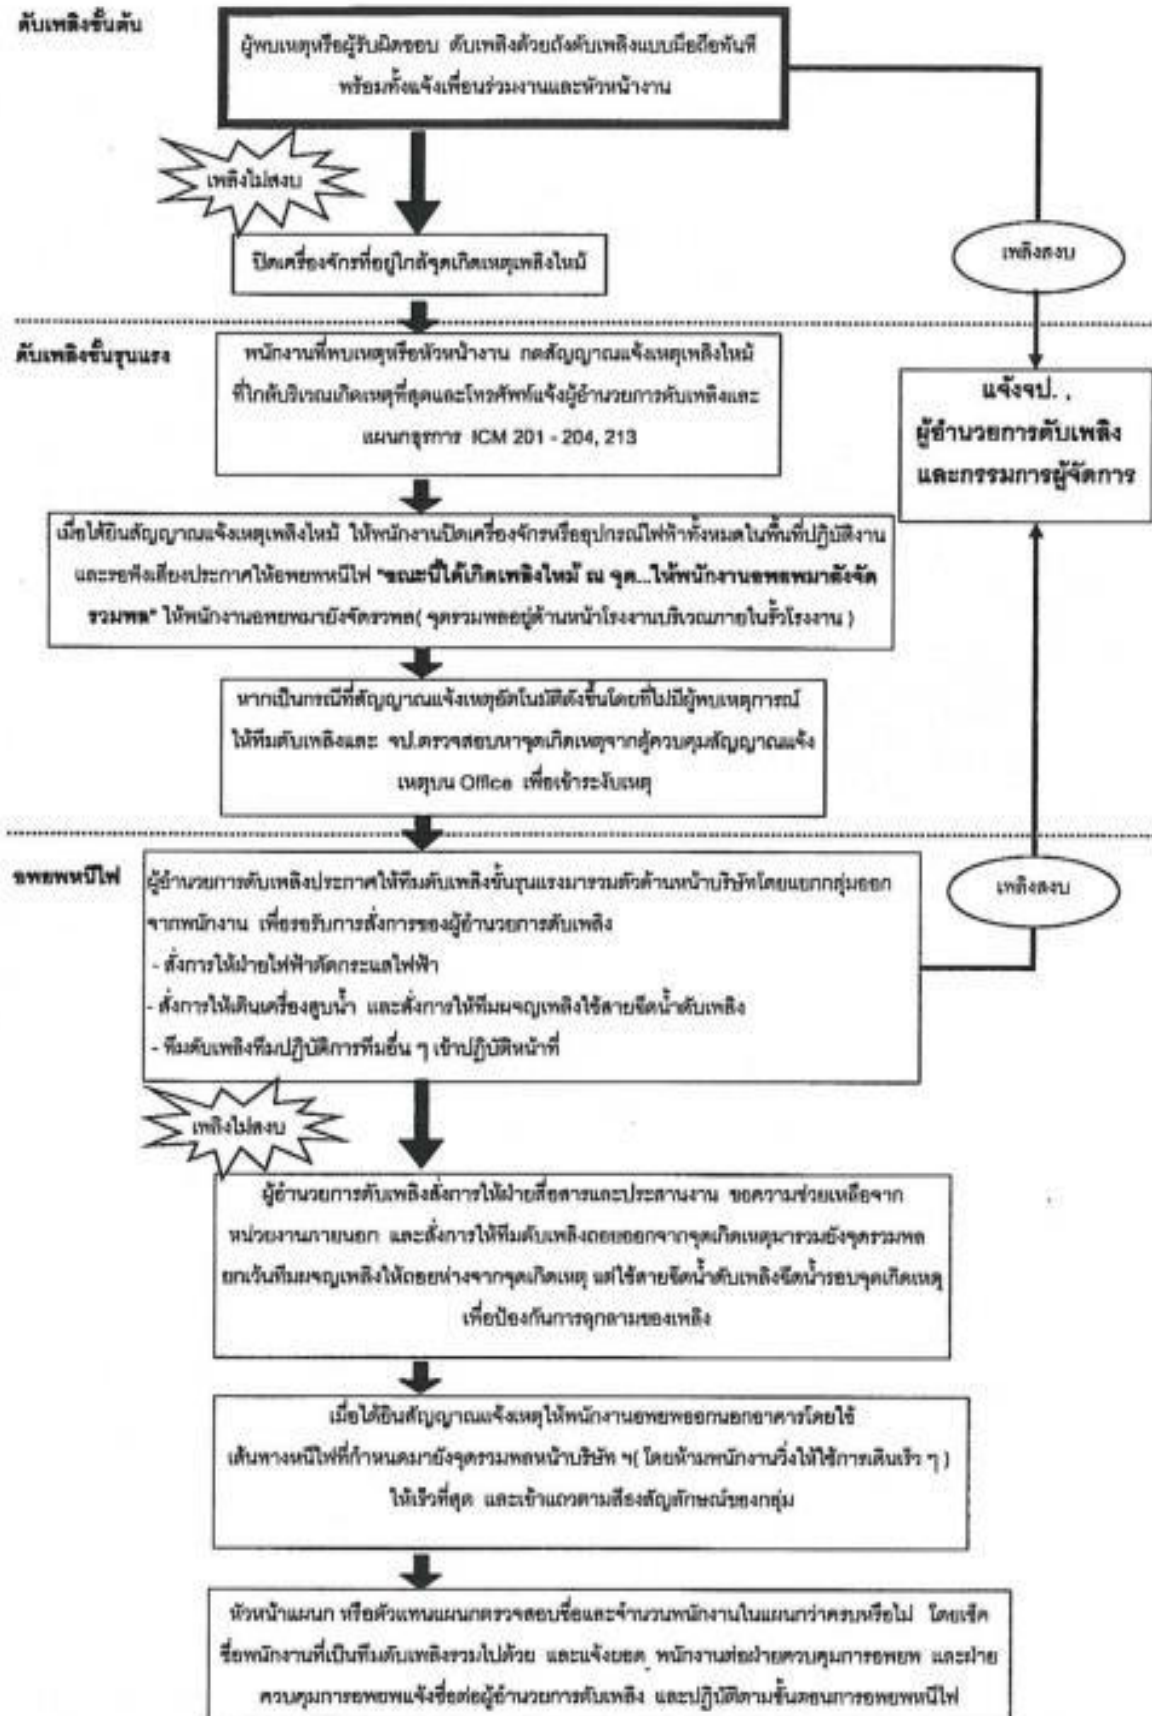 ดับเพลิงขั้นต้น
ผู้พบเหตุหรือผู้รับผิดชอบ ดับเพลิงด้วยถังดับเพลิงแบบมือถือทันที
พร้อมทั้งแจ้งเพื่อนร่วมงานและหัวหน้างาน
เพลิงไม่สงบ
ปิดเครื่องจักรที่อยู่ใกล้จุดเกิดเหตุเพลิงไหม้
เพลิงสงบ
ดับเพลิงขั้นรุนแรง
พนักงานที่พบเหตุหรือหัวหน้างาน กดสัญญาณแจ้งเหตุเพลิงไหม้
ที่ใกล้บริเวณเกิดเหตุที่สุดและโทรศัพท์แจ้งผู้อำนวยการดับเพลิงและ
แผนกธุรการ ICM 201 - 204, 213
แจ้งจป. ,
ผู้อำนวยการดับเพลิง
และกรรมการผู้จัดการ
เมื่อได้ยินสัญญาณแจ้งเหตุเพลิงไหม้ ให้พนักงานปิดเครื่องจักรหรืออุปกรณ์ไฟฟ้าทั้งหมดในพื้นที่ปฏิบัติงาน
และรอฟังเสียงประกาศให้อพยพหนีไฟ "ขณะนี้ได้เกิดเพลิงไหม้ ณ จุด...ให้พนักงานอพยพมายังจุด
รวมพล" ให้พนักงานอพยพมายังจุดรวพล( จุดรวมพลอยู่ด้านหน้าโรงงานบริเวณภายในรั้วโรงงาน )
หากเป็นกรณีที่สัญญาณแจ้งเหตุอัตโนมัติดังขึ้นโดยที่ไม่มีผู้พบเหตุการณ์
ให้ทีมดับเพลิงและ จป.ตรวจสอบหาจุดเกิดเหตุจากตู้ควบคุมสัญญาณแจ้ง
เหตุบน Office เพื่อเข้าระงับเหตุ
อพยพหนีไฟ
ผู้อำนวยการดับเพลิงประกาศให้ทีมดับเพลิงขั้นรุนแรงมารวมตัวด้านหน้าบริษัทโดยแยกกลุ่มออก
จากพนักงาน เพื่อรอรับการสั่งการของผู้อำนวยการดับเพลิง
- สั่งการให้ฝ่ายไฟฟ้าตัดกระแสไฟฟ้า
- สั่งการให้เดินเครื่องสูบน้ำ และสั่งการให้ทีมผจญเพลิงใช้สายฉีดน้ำดับเพลิง
- ทีมดับเพลิงทีมปฏิบัติการทีมอื่น ๆ เข้าปฏิบัติหน้าที่
เพลิงสงบ
เพลิงไม่สงบ
ผู้อำนวยการดับเพลิงสั่งการให้ฝ่ายสื่อสารและประสานงาน ขอความช่วยเหลือจาก
หน่วยงานภายนอก และสั่งการให้ทีมดับเพลิงถอยออกจากจุดเกิดเหตุมารวมยังจุดรวมพล
ยกเว้นทีมผจญเพลิงให้ถอยห่างจากจุดเกิดเหตุ แต่ใช้สายฉีดน้ำดับเพลิงฉีดน้ำรอบจุดเกิดเหตุ
เพื่อป้องกันการลุกลามของเพลิง
เมื่อได้ยินสัญญาณแจ้งเหตุให้พนักงานอพยพออกนอกอาคารโดยใช้
เส้นทางหนีไฟที่กำหนดมายังจุดรวมพลหน้าบริษัท ฯ( โดยห้ามพนักงานวิ่งให้ใช้การเดินเร็ว ๆ )
ให้เร็วที่สุด และเข้าแถวตามสีธงสัญลักษณ์ของกลุ่ม
หัวหน้าแผนก หรือตัวแทนแผนกตรวจสอบชื่อและจำนวนพนักงานในแผนกว่าครบหรือไม่ โดยเช็ค
ชื่อพนักงานที่เป็นทีมดับเพลิงรวมไปด้วย และแจ้งยอด พนักงานต่อฝ่ายควบคุมการอพยพ และฝ่าย
ควบคุมการอพยพแจ้งชื่อต่อผู้อำนวยการดับเพลิง และปฏิบัติตามขั้นตอนการอพยพหนีไฟ